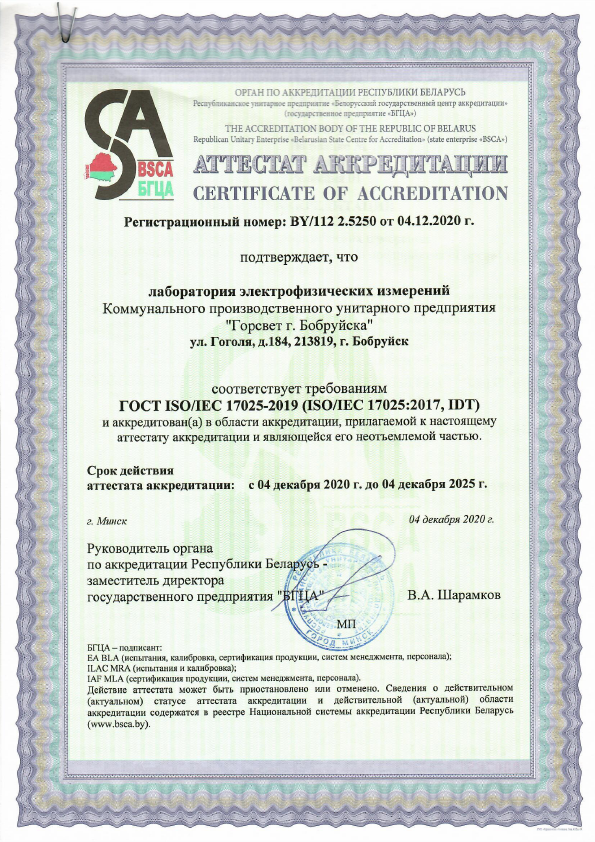 ОРГАН ПО АККРЕДИТАЦИИ РЕСПУБЛИКИ БЕЛАРУСЬ
Республиканское унитарное предприятие «Белорусский государственный центр аккредитации»
(государственное предприятие «БГЦА»)
THE ACCREDITATION BODY OF THE REPUBLIC OF BELARUS
Republican Unitary Enterprise «Belarusian State Centre for Accreditation» (state enterprise «BSCA»)
BSCA
БГЦА
АТТЕСТАТ АККРЕДИТАЦИИ
CERTIFICATE OF ACCREDITATION
Регистрационный номер: BY/112 2.5250 от 04.12.2020 г.
подтверждает, что
лаборатория электрофизических измерений
Коммунального производственного унитарного предприятия
"Горсвет г. Бобруйска"
ул. Гоголя, д.184, 213819, г. Бобруйск
соответствует требованиям
ГОСТ ISO/IEC 17025-2019 (ISO/IEC 17025:2017, IDT)
и аккредитован(а) в области аккредитации, прилагаемой к настоящему
аттестату аккредитации и являющейся его неотъемлемой частью.
Срок действия
аттестата аккредитации: с 04 декабря 2020 г. до 04 декабря 2025 г.
г. Минск 04 декабря 2020 г.
Руководитель органа
по аккредитации Республики Беларусь -
заместитель директора
государственного предприятия "БГЦА" В.А. Шарамков
МП
ГОРОД МИНСК
БГЦА – подписант:
EA BLA (испытания, калибровка, сертификация продукции, систем менеджмента, персонала);
ILAC MRA (испытания и калибровка);
IAF MLA (сертификация продукции, систем менеджмента, персонала).
Действие аттестата может быть приостановлено или отменено. Сведения о действительном
(актуальном) статусе аттестата аккредитации и действительной (актуальной) области
аккредитации содержатся в реестре Национальной системы аккредитации Республики Беларусь
(www.bsca.by).